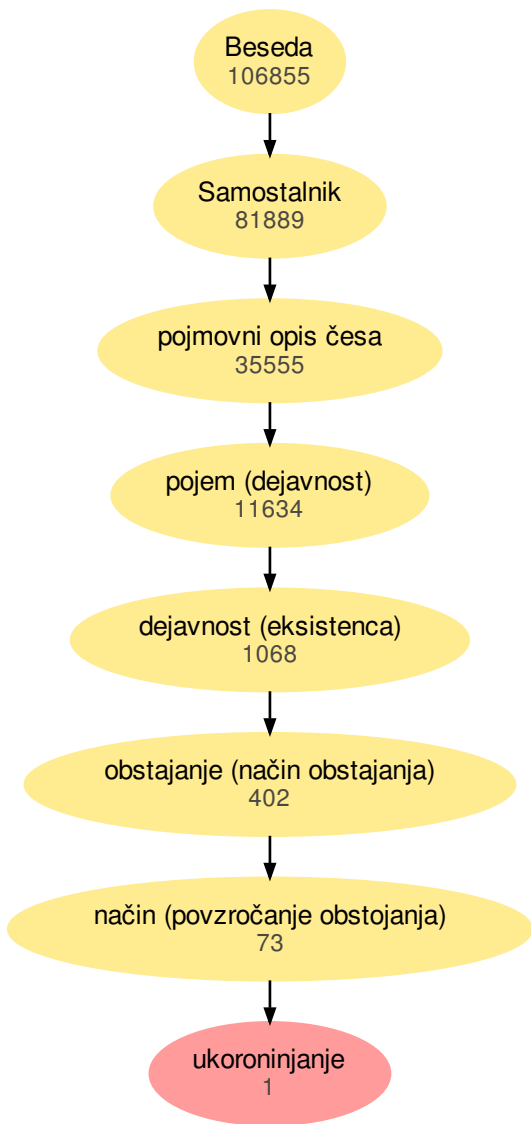 Beseda
106855
Samostalnik
81889
pojmovni opis česa
35555
pojem (dejavnost)
11634
dejavnost (eksistenca)
1068
obstajanje (način obstajanja)
402
način (povzročanje obstojanja)
73
ukoroninjanje
1